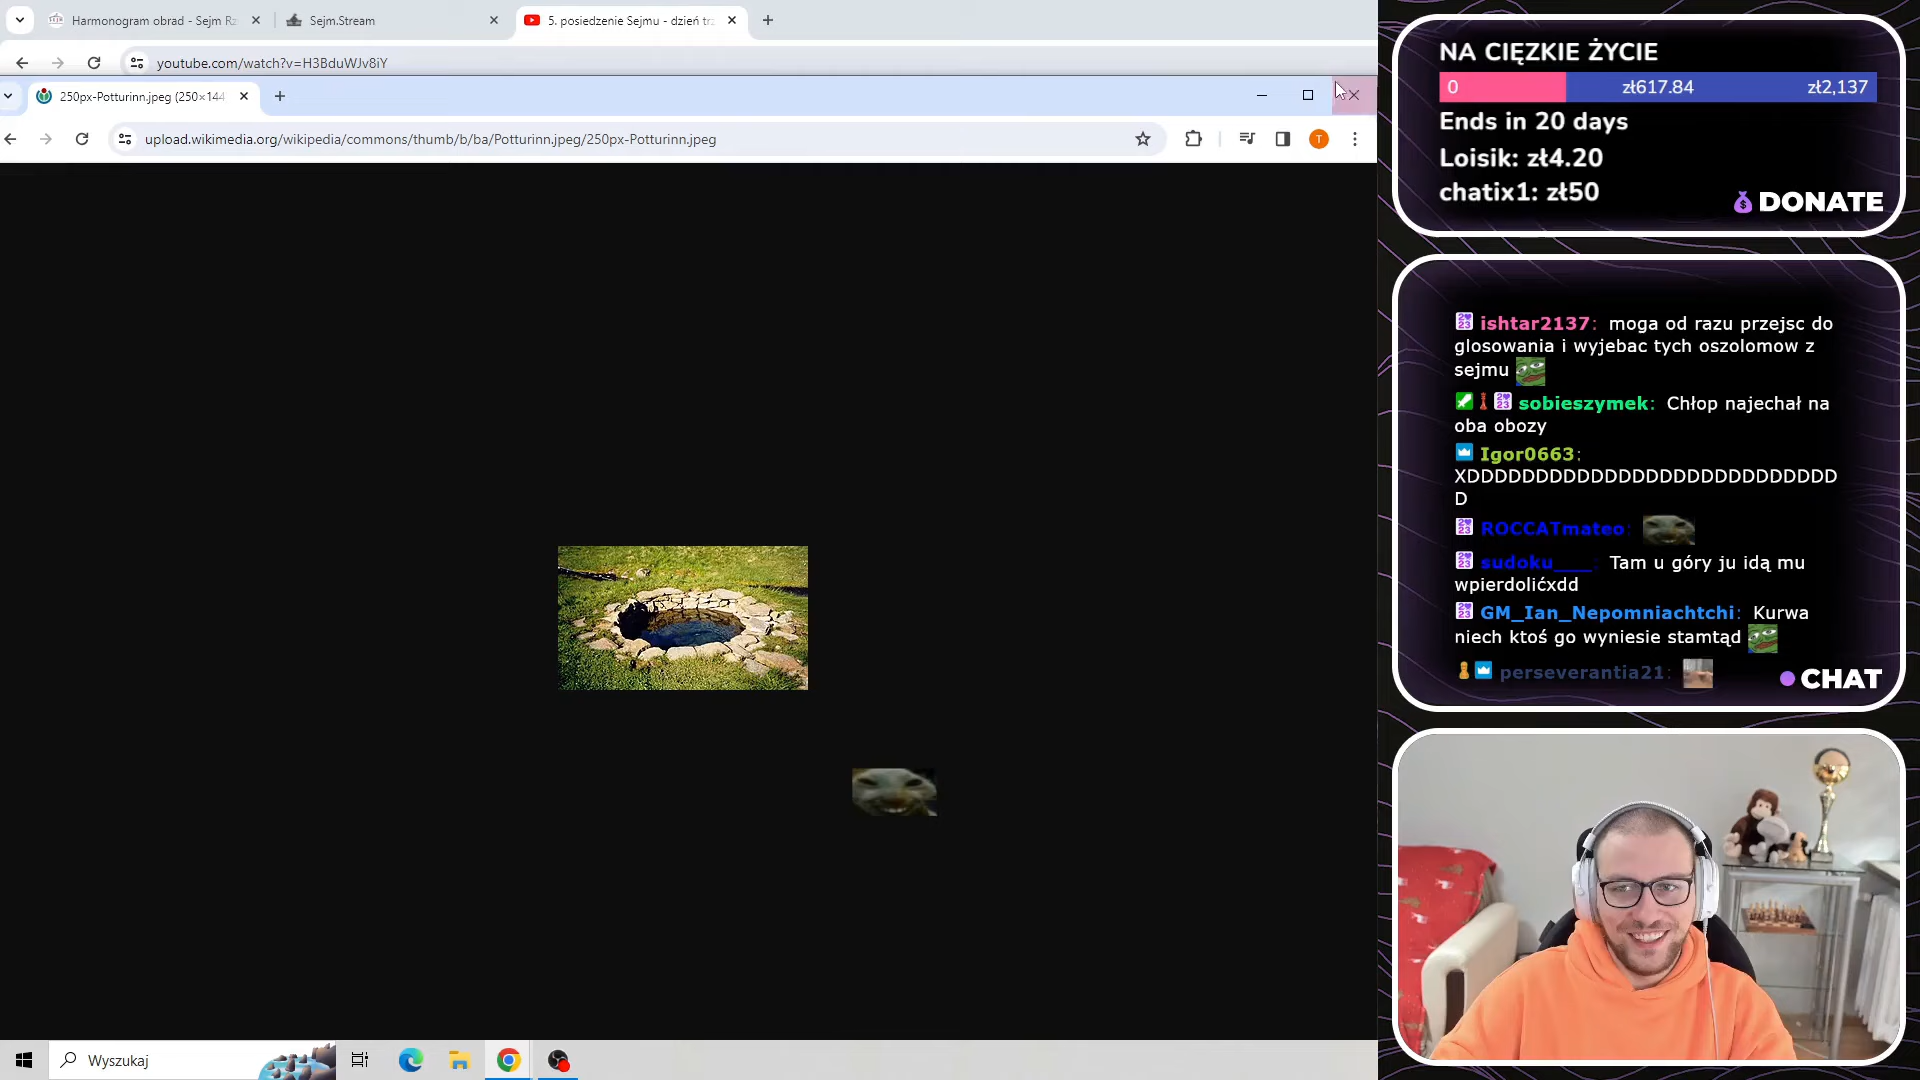 Harmonogram obrad - Sejm Rz
Sejm.Stream
5. posiedzenie Sejmu - dzień trz
youtube.com/watch?v=H3BduWJv8iY
250px-Potturinn.jpeg (250×144
upload.wikimedia.org/wikipedia/commons/thumb/b/ba/Potturinn.jpeg/250px-Potturinn.jpeg
T
NA CIĘZKIE ŻYCIE
0 zł617.84 zł2,137
Ends in 20 days
Loisik: zł4.20
chatix1: zł50
DONATE
ishtar2137: moga od razu przejsc do
glosowania i wyjebac tych oszolomow z
sejmu
sobieszymek: Chłop najechał na
oba obozy
Igor0663:
XDDDDDDDDDDDDDDDDDDDDDDDDDDD
D
ROCCATmateo:
sudoku____: Tam u góry ju idą mu
wpierdolićxdd
GM_Ian_Nepomniachtchi: Kurwa
niech ktoś go wyniesie stamtąd
perseverantia21:
CHAT
Wyszukaj